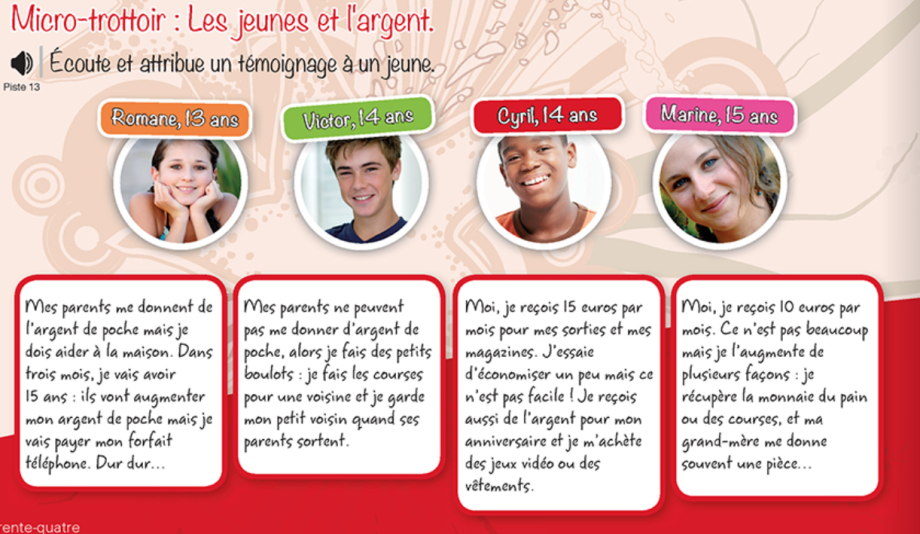 Micro-trottoir : Les jeunes et l'argent.
Écoute et attribue un témoignage à un jeune.
Piste 13
Romane, 13 ans
Victor, 14 ans
Cyril, 14 ans
Marine, 15 ans
Mes parents me donnent de
l'argent de poche mais je
dois aider à la maison. Dans
trois mois, je vais avoir
15 ans : ils vont augmenter
mon argent de poche mais je
vais payer mon forfait
téléphone. Dur dur...
Mes parents ne peuvent
pas me donner d'argent de
poche, alors je fais des petits
boulots : je fais les courses
pour une voisine et je garde
mon petit voisin quand ses
parents sortent.
Moi, je reçois 15 euros par
mois pour mes sorties et mes
magazines. J'essaie
d'économiser un peu mais ce
n'est pas facile ! Je reçois
aussi de l'argent pour mon
anniversaire et je m'achète
des jeux vidéo ou des
vêtements.
Moi, je reçois 10 euros par
mois. Ce n'est pas beaucoup
mais je l'augmente de
plusieurs façons : je
récupère la monnaie du pain
ou des courses, et ma
grand-mère me donne
souvent une pièce...
rente-quatre